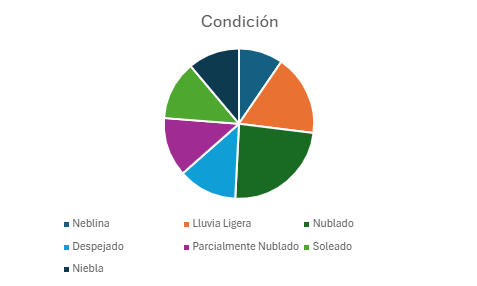 Condición
Neblina Lluvia Ligera Nublado
Despejado Parcialmente Nublado Soleado
Niebla